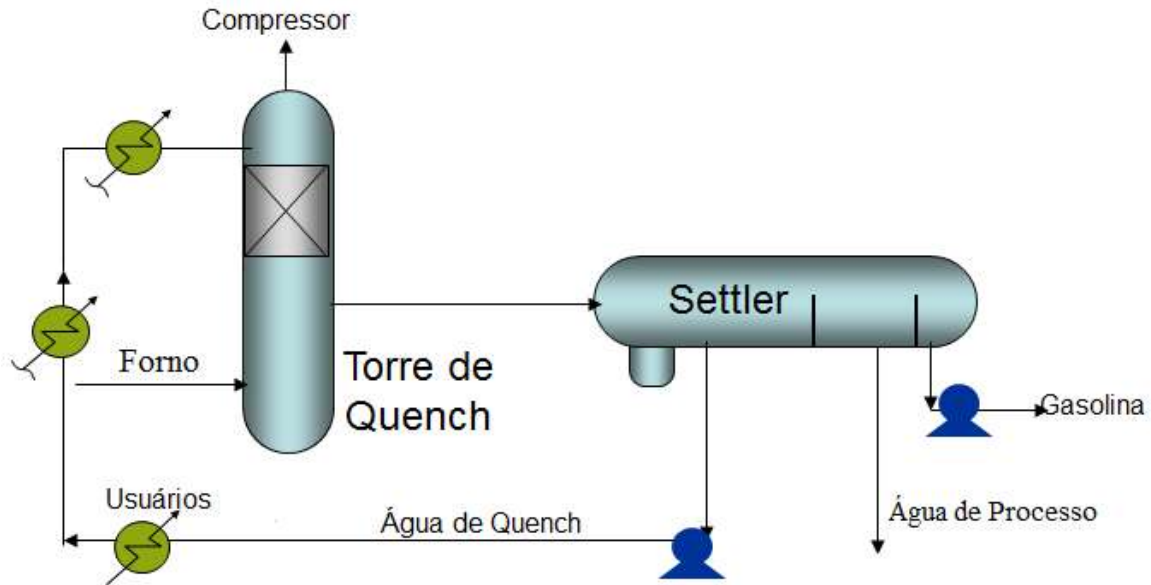 Compressor
Settler
Forno
Torre de
Quench
Gasolina
Usuários
Água de Quench
Água de Processo